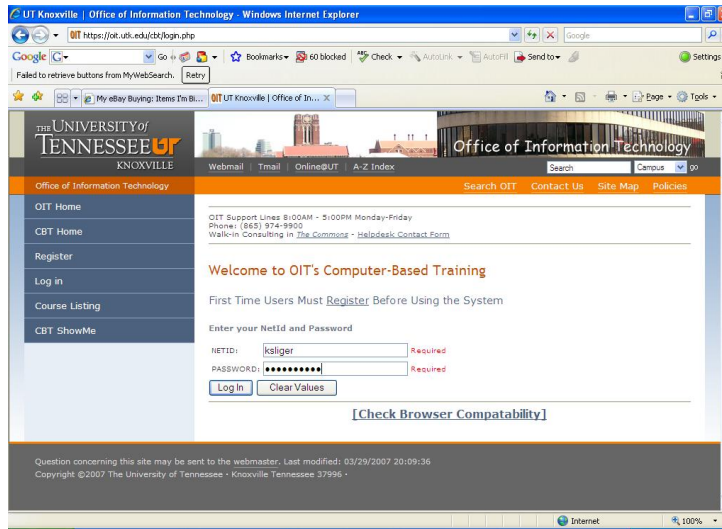 UT Knoxville | Office of Information Technology - Windows Internet Explorer
https://oit.utk.edu/cbt/login.php
Google
Google G Go Bookmarks 60 blocked Check AutoLink AutoFill Send to Settings
Failed to retrieve buttons from MyWebSearch. Retry
My eBay Buying: Items I'm Bi... UT Knoxville | Office of In... X Page Tools
THE UNIVERSITY of
TENNESSEE UT
KNOXVILLE
Office of Information Technology
Webmail | Tmail | Online@UT | A-Z Index Search Campus go
Office of Information Technology Search OIT Contact Us Site Map Policies
OIT Home
CBT Home
Register
Log in
Course Listing
CBT ShowMe
OIT Support Lines 8:00AM - 5:00PM Monday-Friday
Phone: (865) 974-9900
Walk-in Consulting in The Commons - Helpdesk Contact Form
Welcome to OIT's Computer-Based Training
First Time Users Must Register Before Using the System
Enter your NetId and Password
NETID: ksliger Required
PASSWORD: •••••••••• Required
Log In Clear Values
[Check Browser Compatability]
Question concerning this site may be sent to the webmaster. Last modified: 03/29/2007 20:09:36
Copyright ©2007 The University of Tennessee · Knoxville Tennessee 37996 ·
Internet 100%